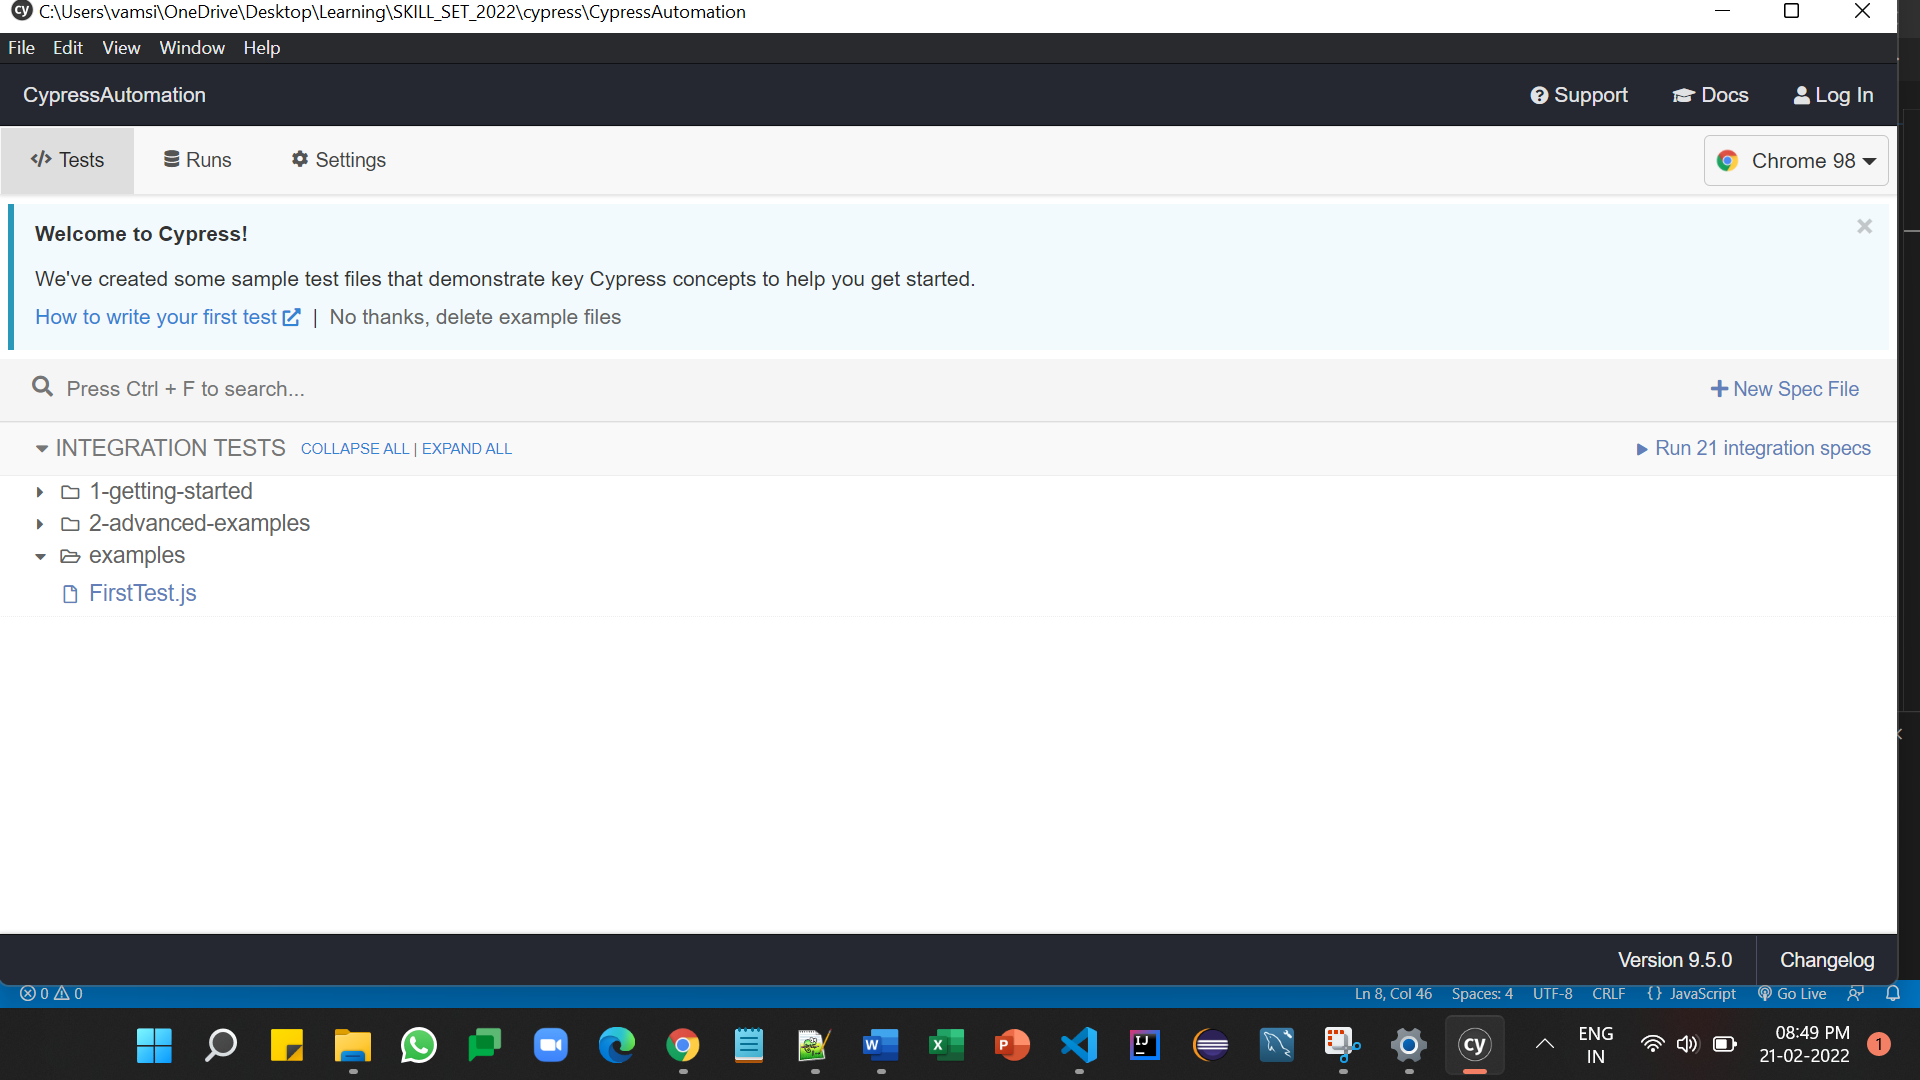 cy C:\Users\vamsi\OneDrive\Desktop\Learning\SKILL_SET_2022\cypress\CypressAutomation
File Edit View Window Help
CypressAutomation Support Docs Log In
Tests Runs Settings Chrome 98
Welcome to Cypress!
We've created some sample test files that demonstrate key Cypress concepts to help you get started.
How to write your first test | No thanks, delete example files
Press Ctrl + F to search... New Spec File
INTEGRATION TESTS COLLAPSE ALL | EXPAND ALL Run 21 integration specs
1-getting-started
2-advanced-examples
examples
FirstTest.js
Version 9.5.0 Changelog
0 0 Ln 8, Col 46 Spaces: 4 UTF-8 CRLF {} JavaScript Go Live
W X P IJ cy ENG 08:49 PM 1
IN 21-02-2022